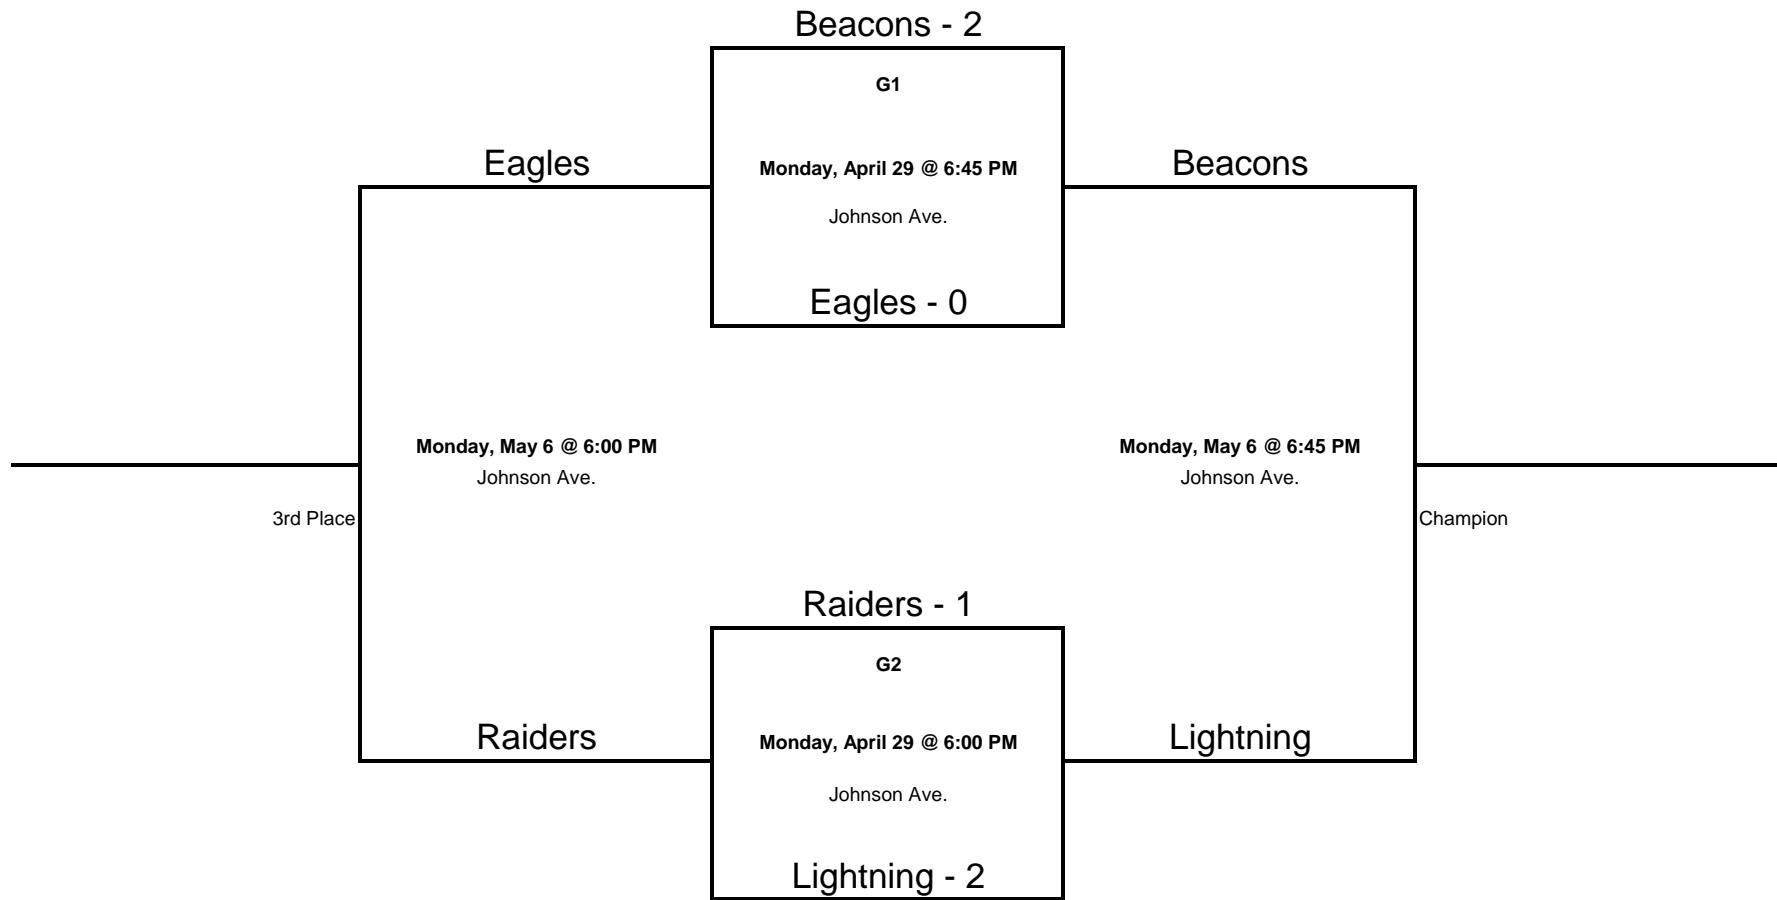 Beacons - 2
G1
Eagles
Monday, April 29 @ 6:45 PM
Beacons
Johnson Ave.
Eagles - 0
Monday, May 6 @ 6:00 PM
Johnson Ave.
Monday, May 6 @ 6:45 PM
Johnson Ave.
3rd Place
Champion
Raiders - 1
G2
Raiders
Monday, April 29 @ 6:00 PM
Lightning
Johnson Ave.
Lightning - 2